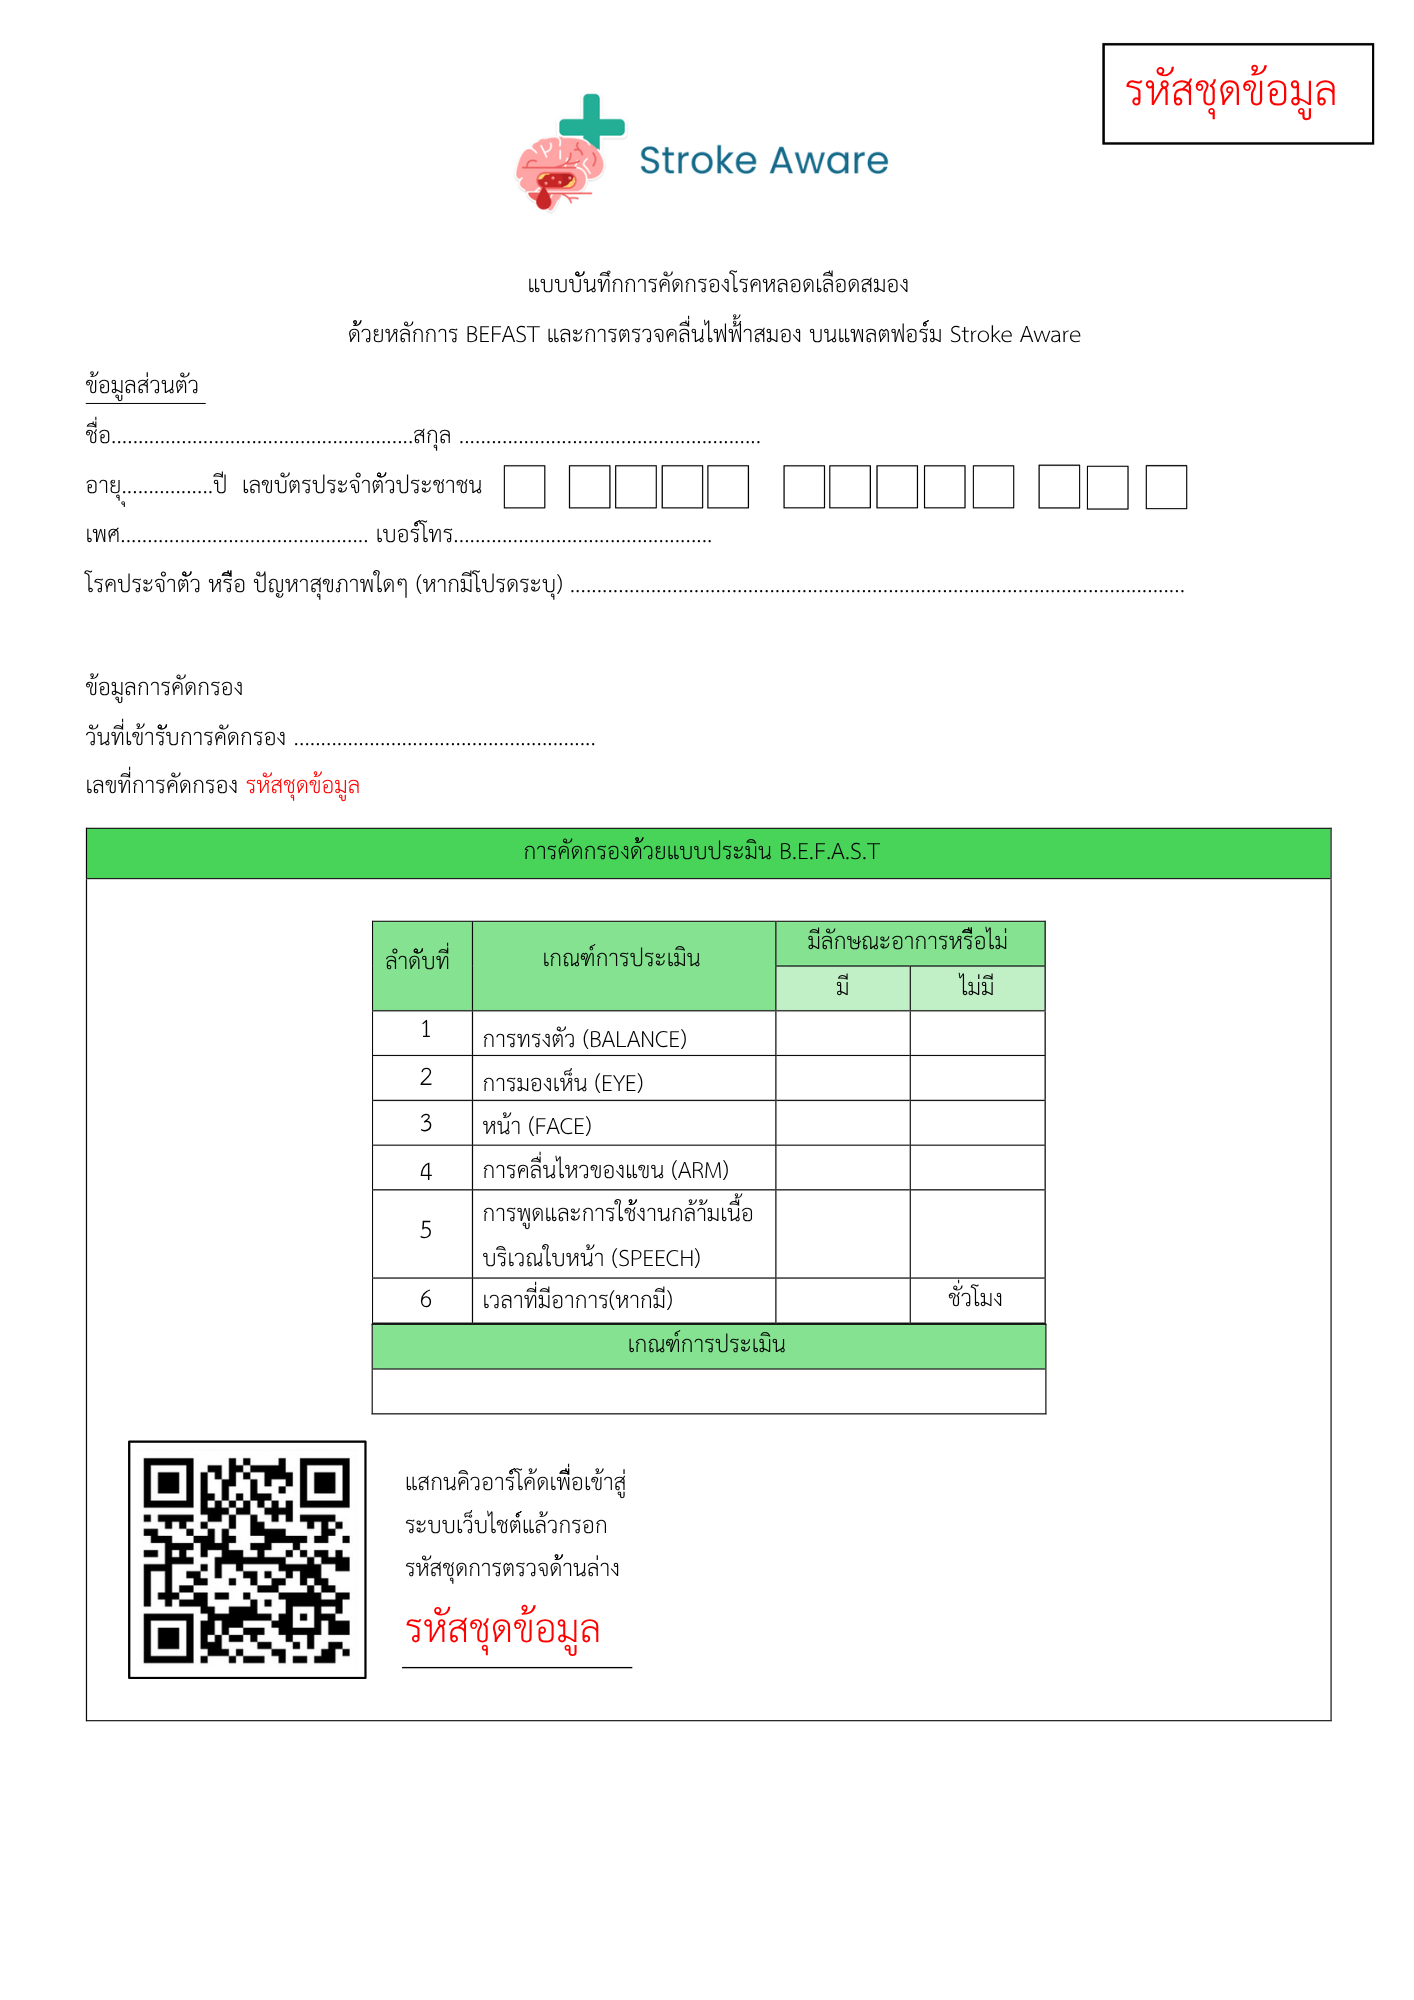 รหัสชุดข้อมูล
Stroke Aware
แบบบันทึกการคัดกรองโรคหลอดเลือดสมอง
ด้วยหลักการ BEFAST และการตรวจคลื่นไฟฟ้าสมอง บนแพลตฟอร์ม Stroke Aware
ข้อมูลส่วนตัว
ชื่อ........................................................สกุล ........................................................
อายุ.................ปี เลขบัตรประจำตัวประชาชน
เพศ.............................................. เบอร์โทร................................................
โรคประจำตัว หรือ ปัญหาสุขภาพใดๆ (หากมีโปรดระบุ) ..................................................................................................................
ข้อมูลการคัดกรอง
วันที่เข้ารับการคัดกรอง ........................................................
เลขที่การคัดกรอง รหัสชุดข้อมูล
การคัดกรองด้วยแบบประมิน B.E.F.A.S.T
ลำดับที่ เกณฑ์การประเมิน มีลักษณะอาการหรือไม่
มี ไม่มี
1 การทรงตัว (BALANCE)
2 การมองเห็น (EYE)
3 หน้า (FACE)
4 การคลื่นไหวของแขน (ARM)
5 การพูดและการใช้งานกล้ามเนื้อ
บริเวณใบหน้า (SPEECH)
6 เวลาที่มีอาการ(หากมี) ชั่วโมง
เกณฑ์การประเมิน
แสกนคิวอาร์โค้ดเพื่อเข้าสู่
ระบบเว็บไซต์แล้วกรอก
รหัสชุดการตรวจด้านล่าง
รหัสชุดข้อมูล